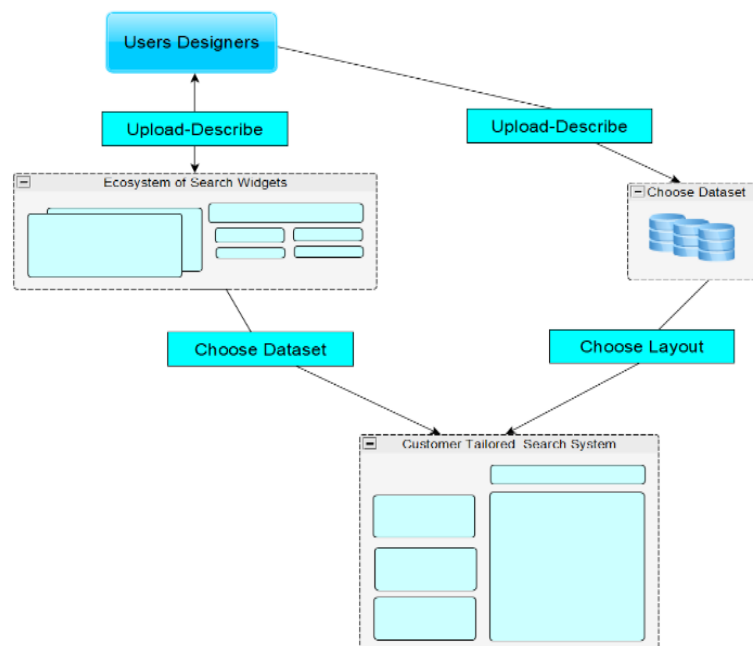 Users Designers
Upload-Describe
Upload-Describe
Ecosystem of Search Widgets
Choose Dataset
Choose Dataset
Choose Layout
Customer Tailored Search System